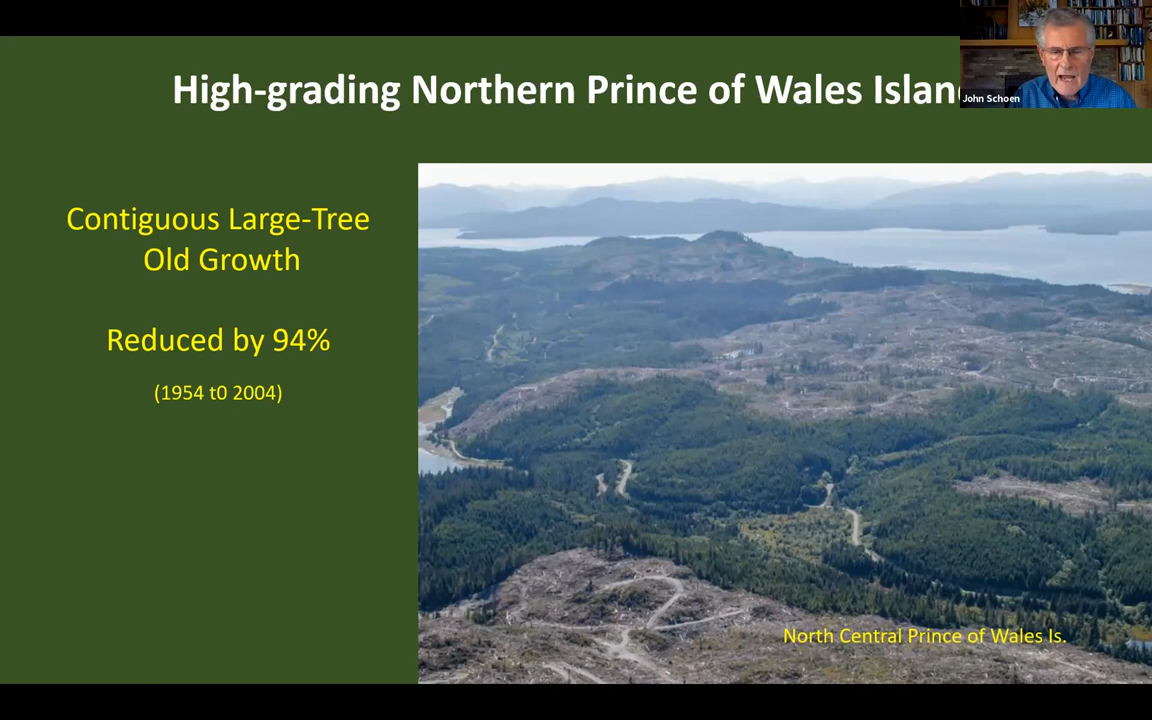 High-grading Northern Prince of Wales Islan
John Schoen
Contiguous Large-Tree
Old Growth
Reduced by 94%
(1954 t0 2004)
North Central Prince of Wales Is.